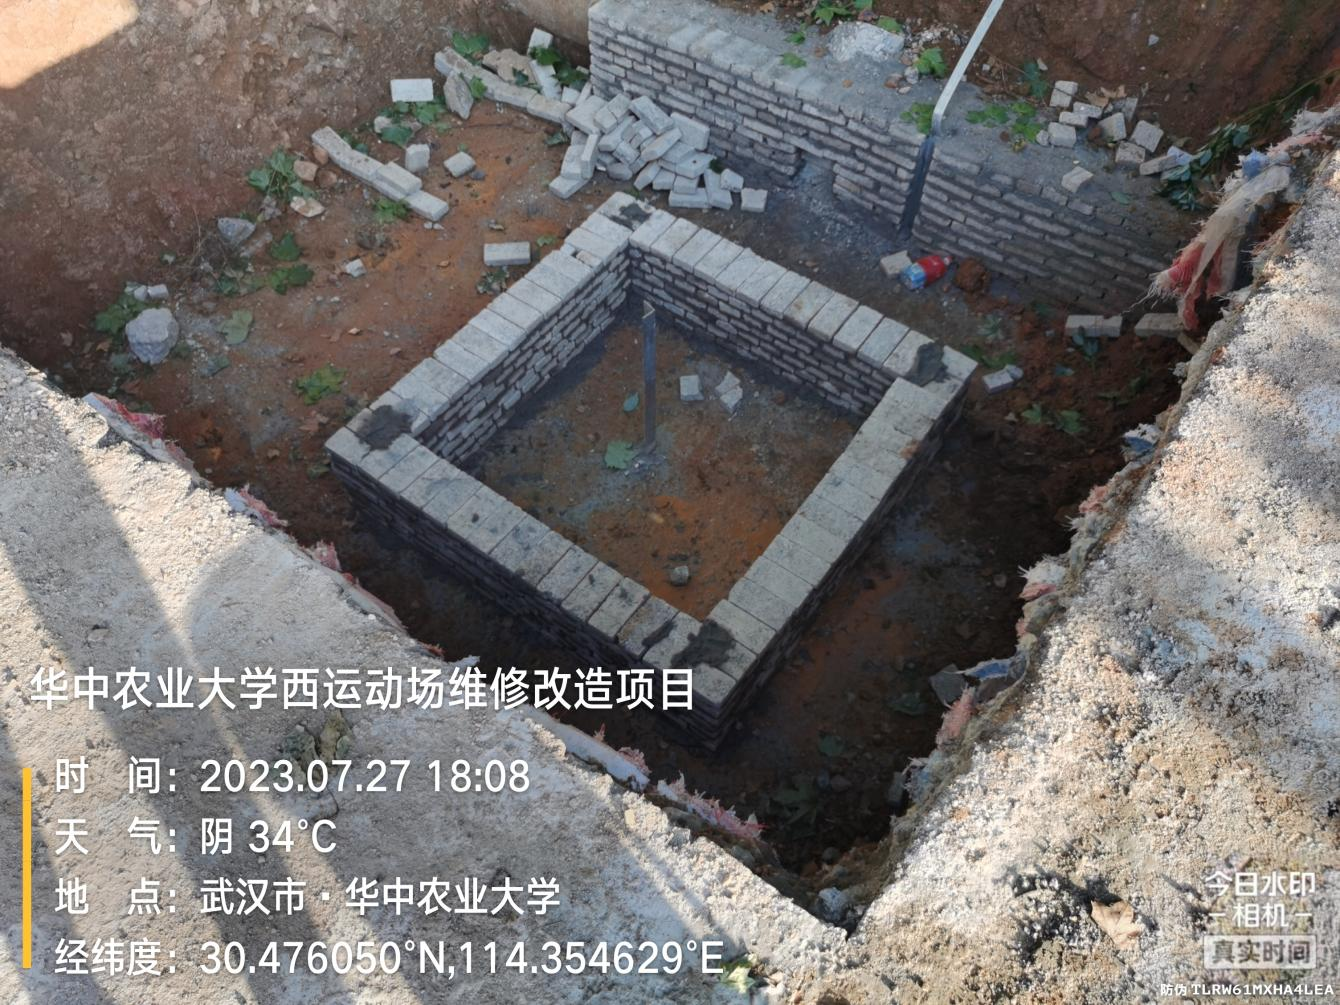 华中农业大学西运动场维修改造项目
时 间：2023.07.27 18:08
天 气：阴 34°C
地 点：武汉市·华中农业大学
经纬度：30.476050°N,114.354629°E
今日水印
相机
真实时间
防伪 TLRW61MXHA4LEA